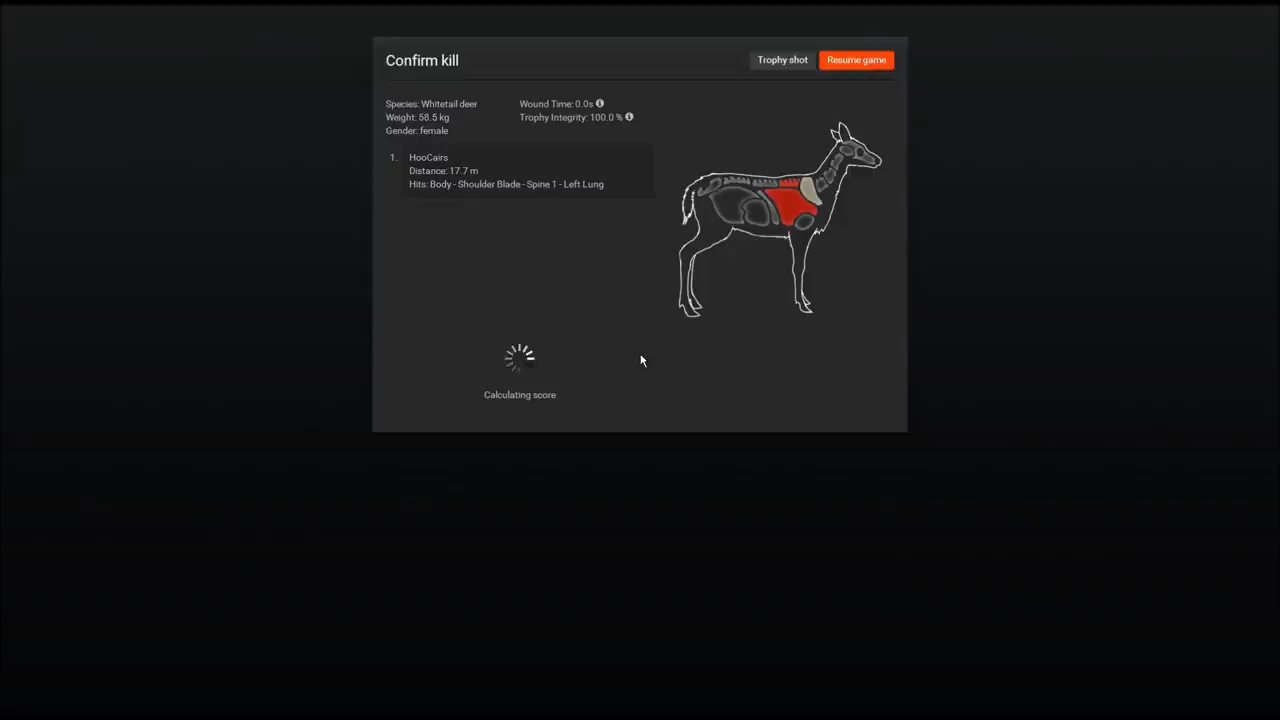 Confirm kill
Trophy shot
Resume game
Species: Whitetail deer
Weight: 58.5 kg
Gender: female
Wound Time: 0.0s
Trophy Integrity: 100.0 %
1.
HooCairs
Distance: 17.7 m
Hits: Body - Shoulder Blade - Spine 1 - Left Lung
Calculating score